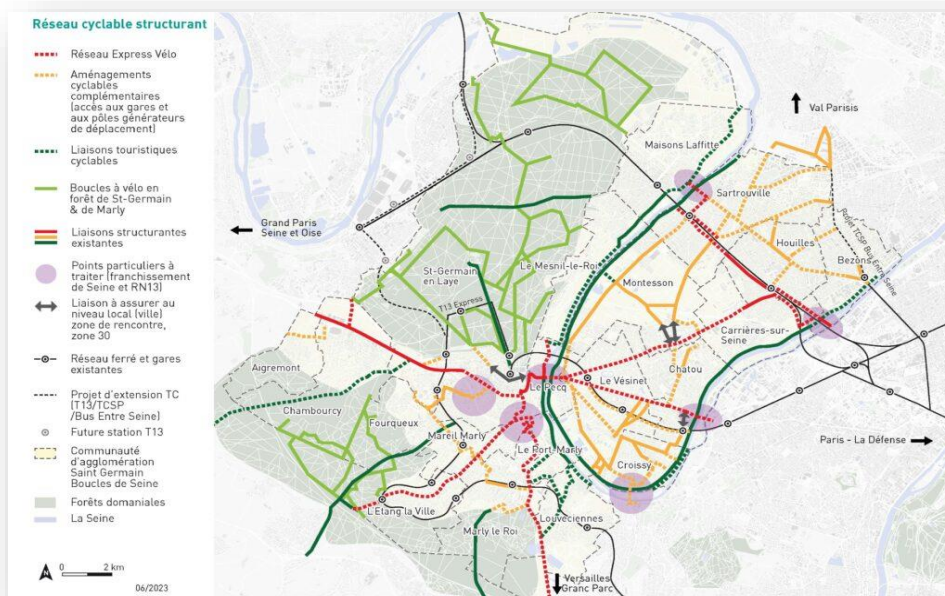 Réseau cyclable structurant
Réseau Express Vélo
Aménagements
cyclables
complémentaires
(accès aux gares et
aux pôles générateurs
de déplacement)
Liaisons touristiques
cyclables
Boucles à vélo en
forêt de St-Germain
& de Marly
Liaisons structurantes
existantes
Points particuliers à
traiter (franchissement
de Seine et RN13)
Liaison à assurer au
niveau local (ville)
zone de rencontre,
zone 30
Réseau ferré et gares
existantes
Projet d'extension TC
(T13/TCSP
/Bus Entre Seine)
Future station T13
Communauté
d'agglomération
Saint Germain
Boucles de Seine
Forêts domaniales
La Seine
N
0 2 km
06/2023
Val Parisis
Maisons Laffitte
Sartrouville
Grand Paris
Seine et Oise
Projet TCSP Bus Entre Seine
Houilles
Bezons
Le Mesnil-le-Roi
St-Germain
en Laye
Montesson
T13 Express
Carrières-sur-
Seine
Chatou
Aigremont
Le Vésinet
Le Pecq
Chambourcy
Fourqueux
Mareil Marly
Le Port-Marly
Paris - La Défense
Croissy
L'Etang la Ville
Louveciennes
Marly le Roi
Versailles
Granc Parc